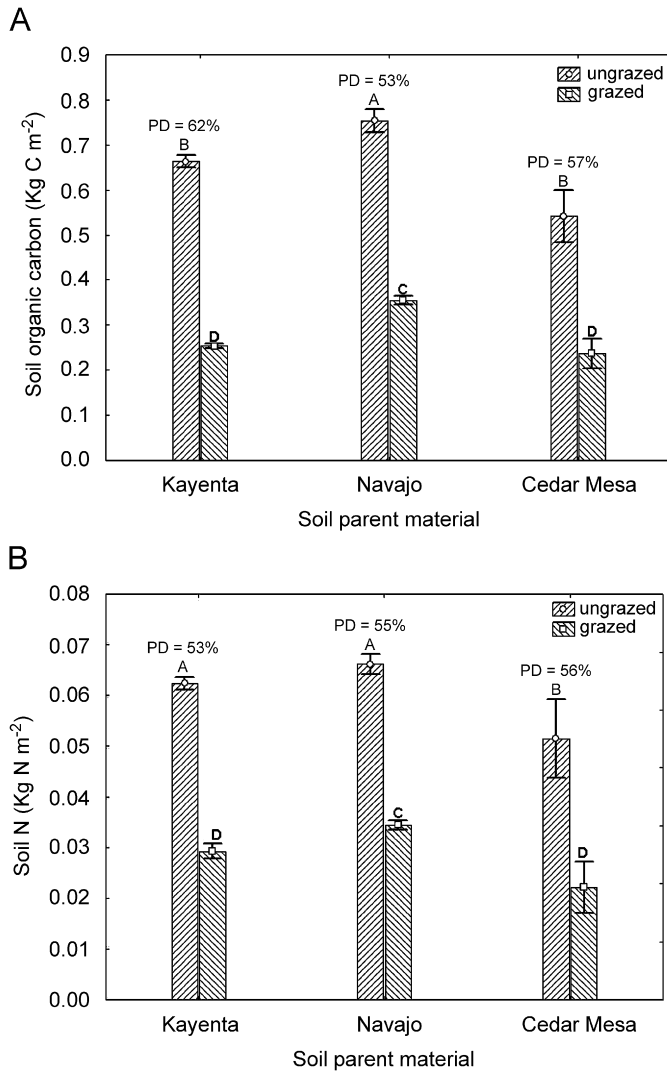 A
Soil organic carbon (Kg C m-2)
0.9
0.8
0.7
0.6
0.5
0.4
0.3
0.2
0.1
0.0
ungrazed
grazed
PD = 62%
B
D
PD = 53%
A
C
PD = 57%
B
D
Kayenta Navajo Cedar Mesa
Soil parent material
B
Soil N (Kg N m-2)
0.08
0.07
0.06
0.05
0.04
0.03
0.02
0.01
0.00
ungrazed
grazed
PD = 53%
A
D
PD = 55%
A
C
PD = 56%
B
D
Kayenta Navajo Cedar Mesa
Soil parent material